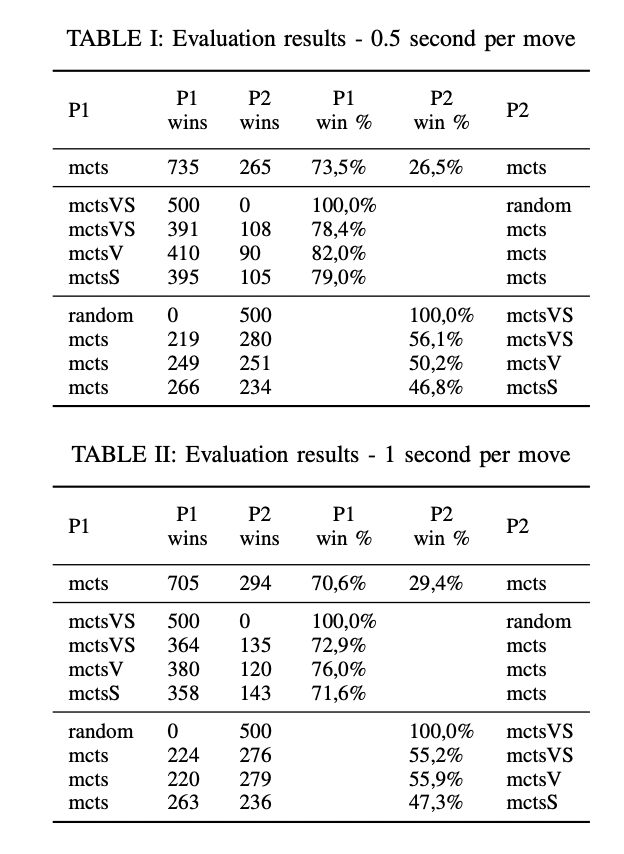 TABLE I: Evaluation results - 0.5 second per move
P1 P1 wins P2 wins P1 win % P2 win % P2
mcts 735 265 73,5% 26,5% mcts
mctsVS 500 0 100,0% random
mctsVS 391 108 78,4% mcts
mctsV 410 90 82,0% mcts
mctsS 395 105 79,0% mcts
random 0 500 100,0% mctsVS
mcts 219 280 56,1% mctsVS
mcts 249 251 50,2% mctsV
mcts 266 234 46,8% mctsS
TABLE II: Evaluation results - 1 second per move
P1 P1 wins P2 wins P1 win % P2 win % P2
mcts 705 294 70,6% 29,4% mcts
mctsVS 500 0 100,0% random
mctsVS 364 135 72,9% mcts
mctsV 380 120 76,0% mcts
mctsS 358 143 71,6% mcts
random 0 500 100,0% mctsVS
mcts 224 276 55,2% mctsVS
mcts 220 279 55,9% mctsV
mcts 263 236 47,3% mctsS